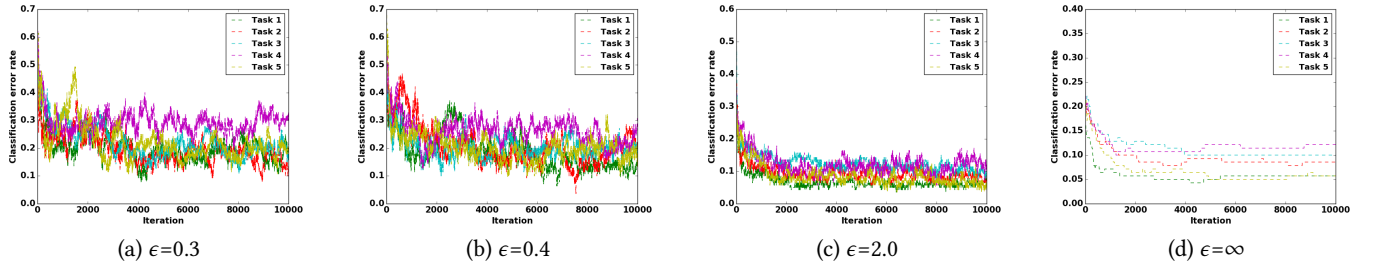 Classification error rate
0.7
0.6
0.5
0.4
0.3
0.2
0.1
0.0
0 2000 4000 6000 8000 10000
Iteration
Task 1
Task 2
Task 3
Task 4
Task 5
(a) ϵ=0.3
Classification error rate
0.7
0.6
0.5
0.4
0.3
0.2
0.1
0.0
0 2000 4000 6000 8000 10000
Iteration
Task 1
Task 2
Task 3
Task 4
Task 5
(b) ϵ=0.4
Classification error rate
0.6
0.5
0.4
0.3
0.2
0.1
0.0
0 2000 4000 6000 8000 10000
Iteration
Task 1
Task 2
Task 3
Task 4
Task 5
(c) ϵ=2.0
Classification error rate
0.40
0.35
0.30
0.25
0.20
0.15
0.10
0.05
0.00
0 2000 4000 6000 8000 10000
Iteration
Task 1
Task 2
Task 3
Task 4
Task 5
(d) ϵ=∞